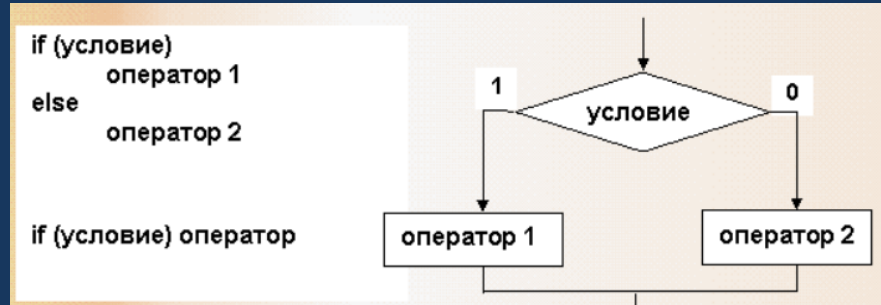 if (условие)
оператор 1
else
оператор 2
if (условие) оператор
1
0
условие
оператор 1
оператор 2